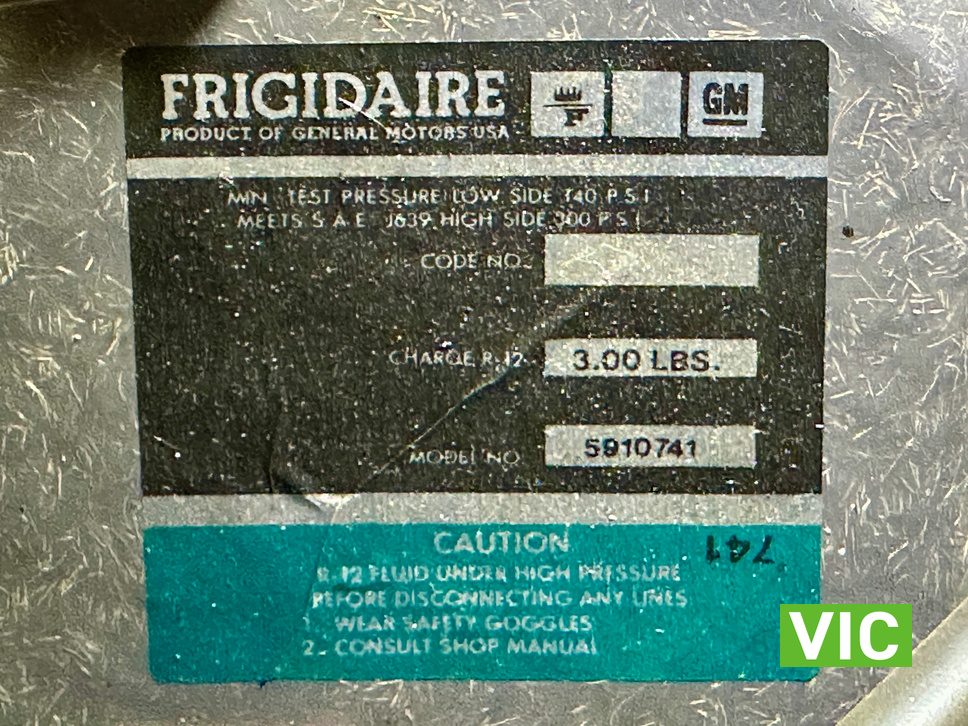 FRIGIDAIRE
PRODUCT OF GENERAL MOTORS USA
F
GM
MIN. TEST PRESSURE LOW SIDE 140 P.S.I.
MEETS S.A.E. J639 HIGH SIDE 300 P.S.I.
CODE NO.
CHARGE R-12 3.00 LBS.
MODEL NO. 5910741
CAUTION
741
R-12 FLUID UNDER HIGH PRESSURE
BEFORE DISCONNECTING ANY LINES
1. WEAR SAFETY GOGGLES
2. CONSULT SHOP MANUAL
VIC